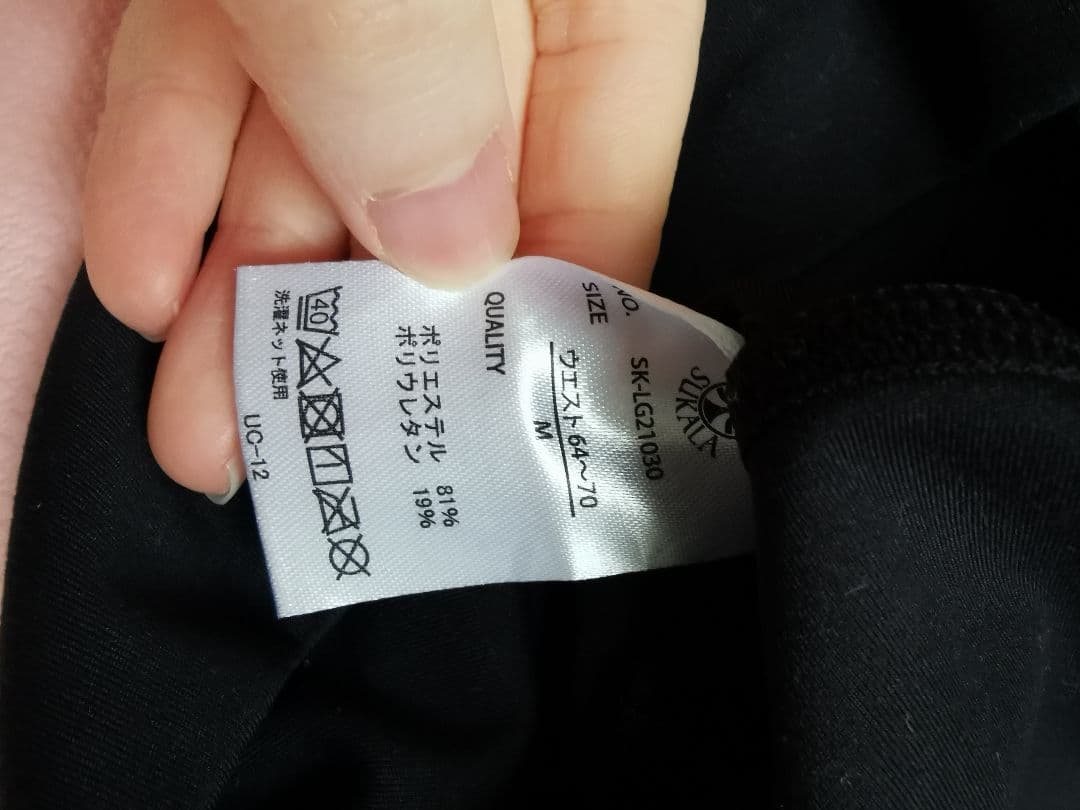 SUKALA
NO. SK-LG21030
SIZE
ウエスト64～70
M
QUALITY
ポリエステル 81%
ポリウレタン 19%
40
洗濯ネット使用
UC-12